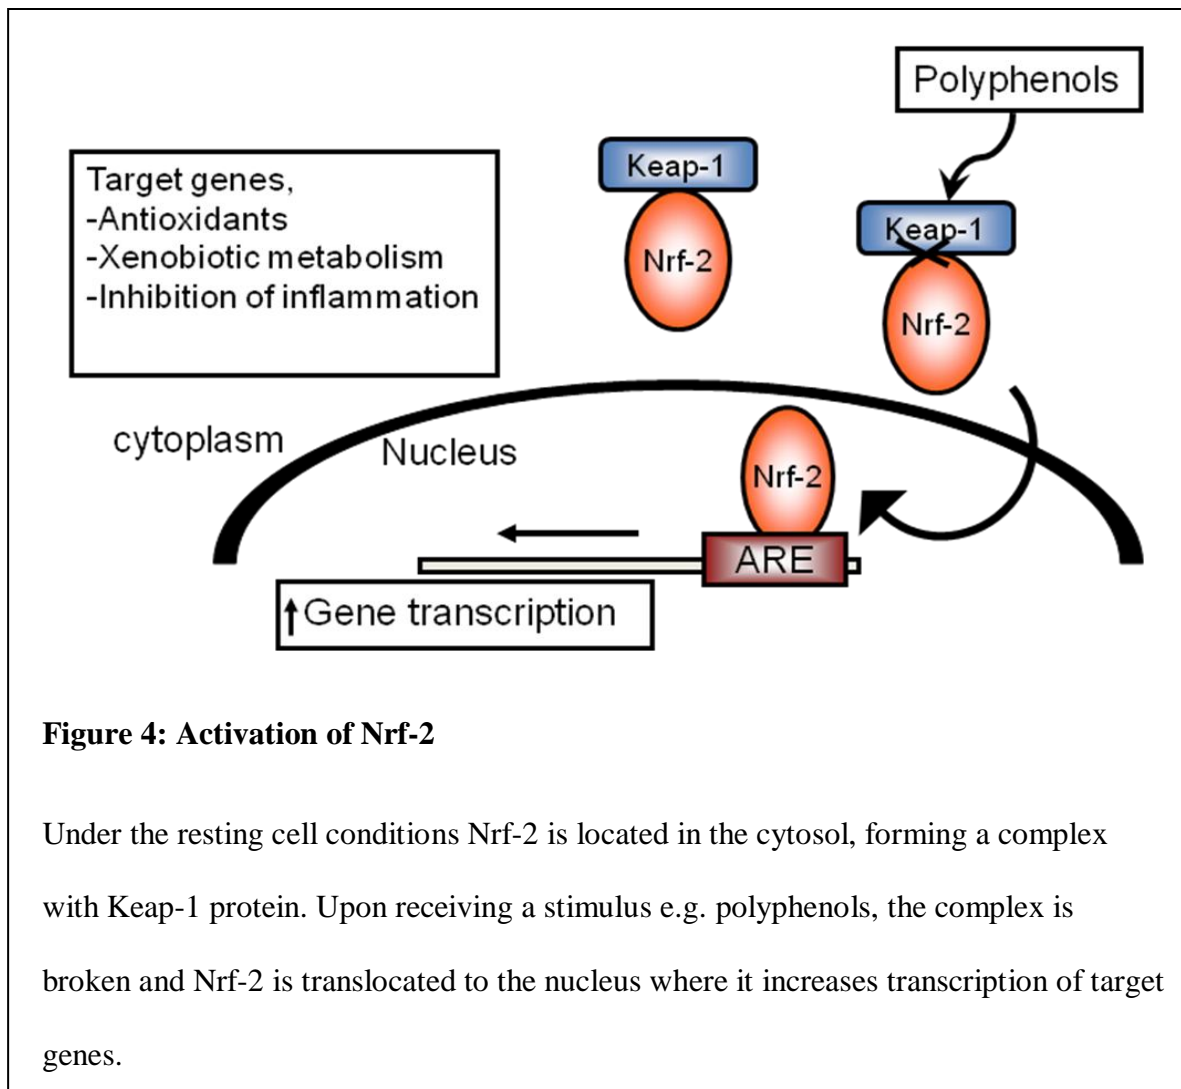 Polyphenols
Keap-1
Nrf-2
Keap-1
Nrf-2
Target genes,
-Antioxidants
-Xenobiotic metabolism
-Inhibition of inflammation
cytoplasm
Nucleus
Nrf-2
ARE
↑Gene transcription
Figure 4: Activation of Nrf-2
Under the resting cell conditions Nrf-2 is located in the cytosol, forming a complex
with Keap-1 protein. Upon receiving a stimulus e.g. polyphenols, the complex is
broken and Nrf-2 is translocated to the nucleus where it increases transcription of target
genes.